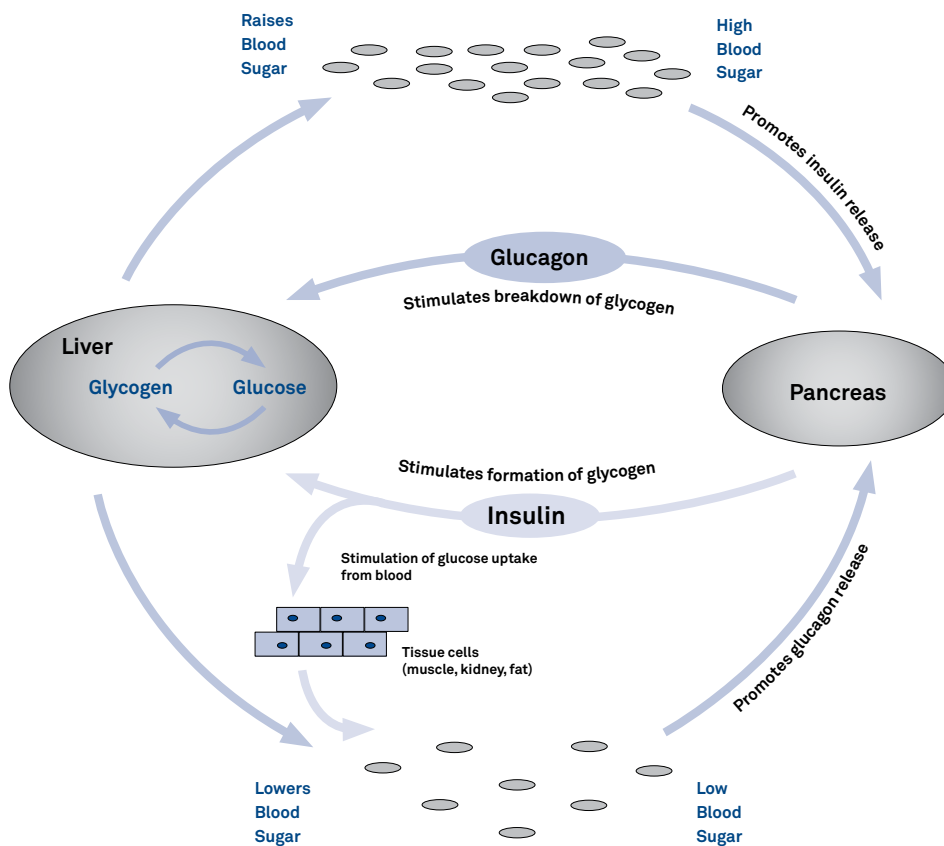 Raises
Blood
Sugar
High
Blood
Sugar
Promotes insulin release
Glucagon
Stimulates breakdown of glycogen
Liver
Glycogen
Glucose
Pancreas
Stimulates formation of glycogen
Insulin
Stimulation of glucose uptake
from blood
Tissue cells
(muscle, kidney, fat)
Promotes glucagon release
Lowers
Blood
Sugar
Low
Blood
Sugar